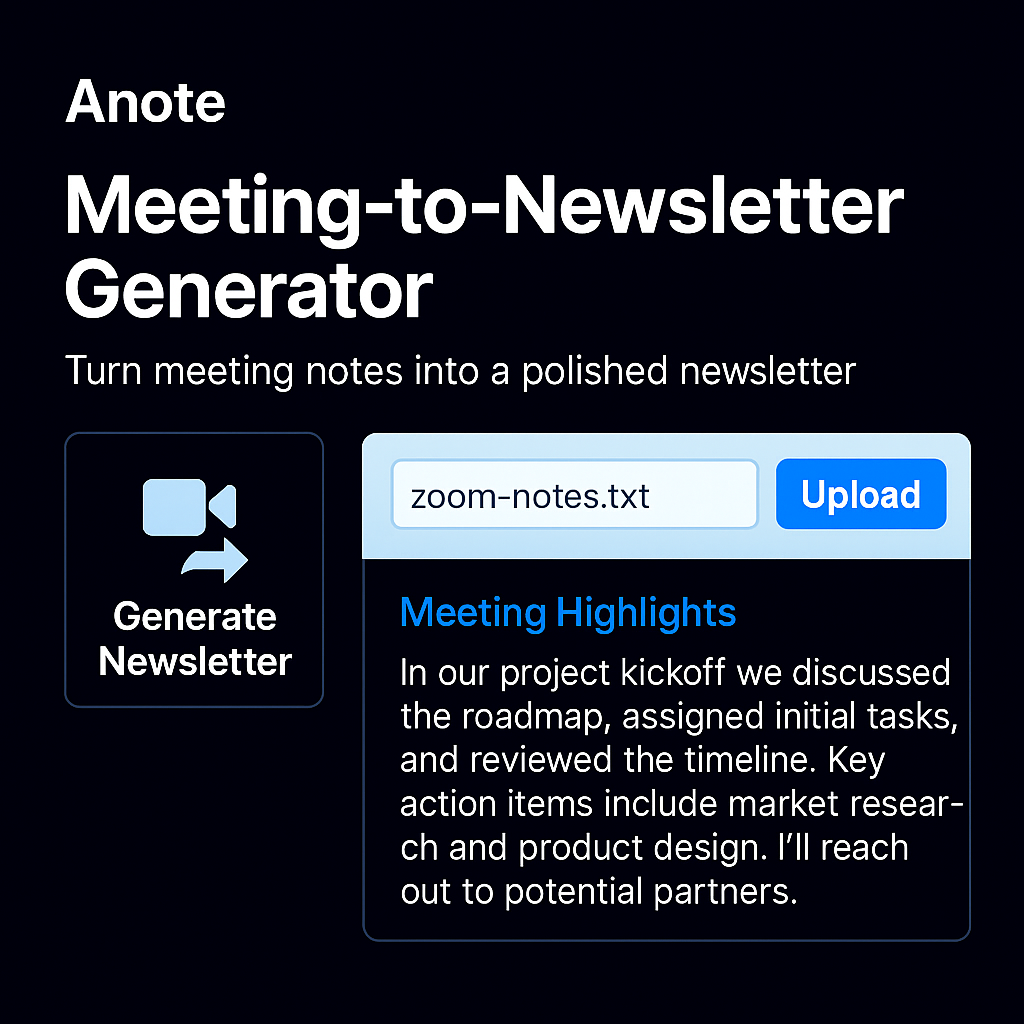 Anote
Meeting-to-Newsletter
Generator
Turn meeting notes into a polished newsletter
Generate
Newsletter
zoom-notes.txt
Upload
Meeting Highlights
In our project kickoff we discussed
the roadmap, assigned initial tasks,
and reviewed the timeline. Key
action items include market resear-
ch and product design. I’ll reach
out to potential partners.